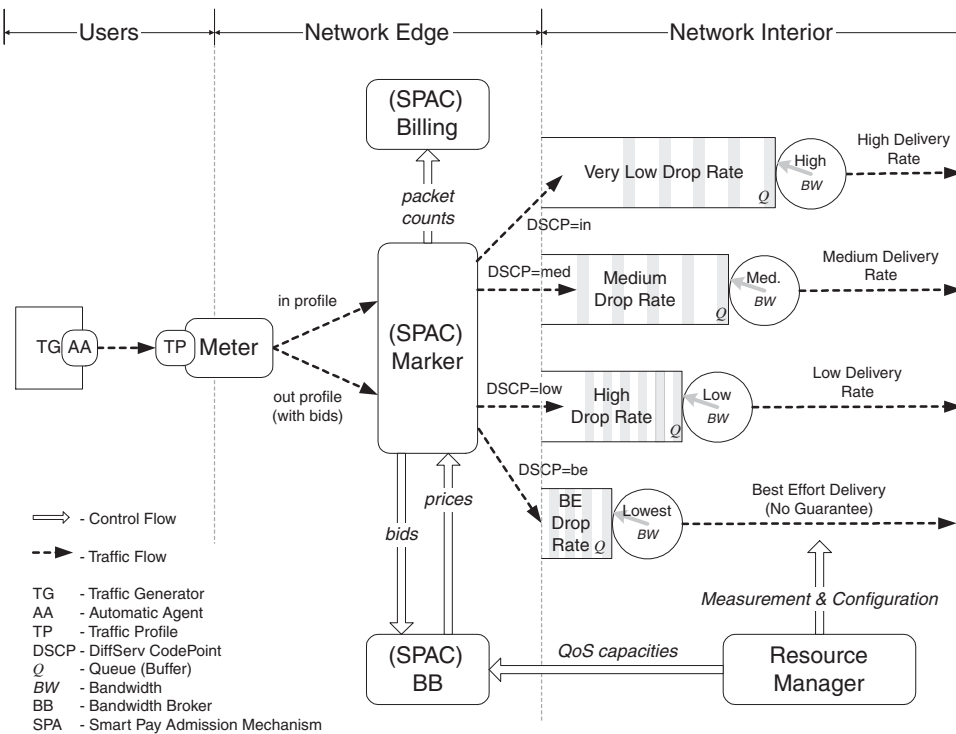 Users
Network Edge
Network Interior
(SPAC)
Billing
packet
counts
Very Low Drop Rate
Q
High
BW
High Delivery
Rate
DSCP=in
DSCP=med
Medium
Drop Rate
Q
Med.
BW
Medium Delivery
Rate
in profile
TG
AA
TP
Meter
(SPAC)
Marker
out profile
(with bids)
DSCP=low
High
Drop Rate
Q
Low
BW
Low Delivery
Rate
DSCP=be
BE
Drop
Rate
Q
Lowest
BW
Best Effort Delivery
(No Guarantee)
bids
prices
Measurement & Configuration
(SPAC)
BB
QoS capacities
Resource
Manager
- Control Flow
- Traffic Flow
TG - Traffic Generator
AA - Automatic Agent
TP - Traffic Profile
DSCP - DiffServ CodePoint
Q - Queue (Buffer)
BW - Bandwidth
BB - Bandwidth Broker
SPA - Smart Pay Admission Mechanism